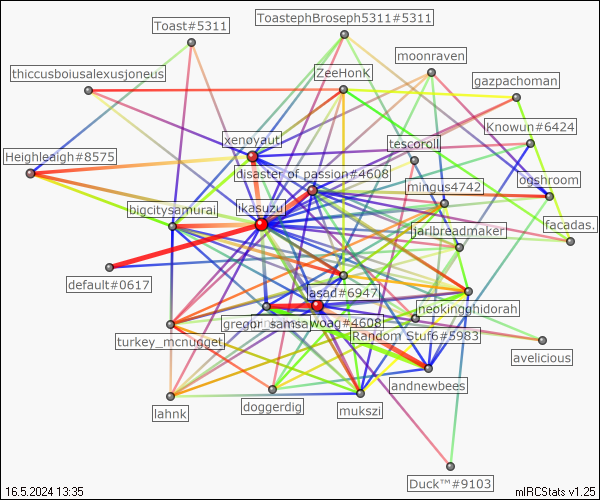 ToastephBroseph5311#5311
Toast#5311
moonraven
thiccusboiusalexusjoneus
ZeeHonK
gazpachoman
Knowun#6424
xenøyaut
tescoroll
Heighleaigh#8575
disaster of passion#4608
logshroom
mingus4742
bigcitysamurai
ikasuzu
jarlbreadmaker
facadas.
default#0617
asad#6947
neokingghidorah
gregor_samsa
woag#4608
Random Stuf6#5983
turkey_mcnugget
avelicious
andnewbees
lahnk
doggerdig
mukszi
Duck™#9103
16.5.2024 13:35
mIRCStats v1.25